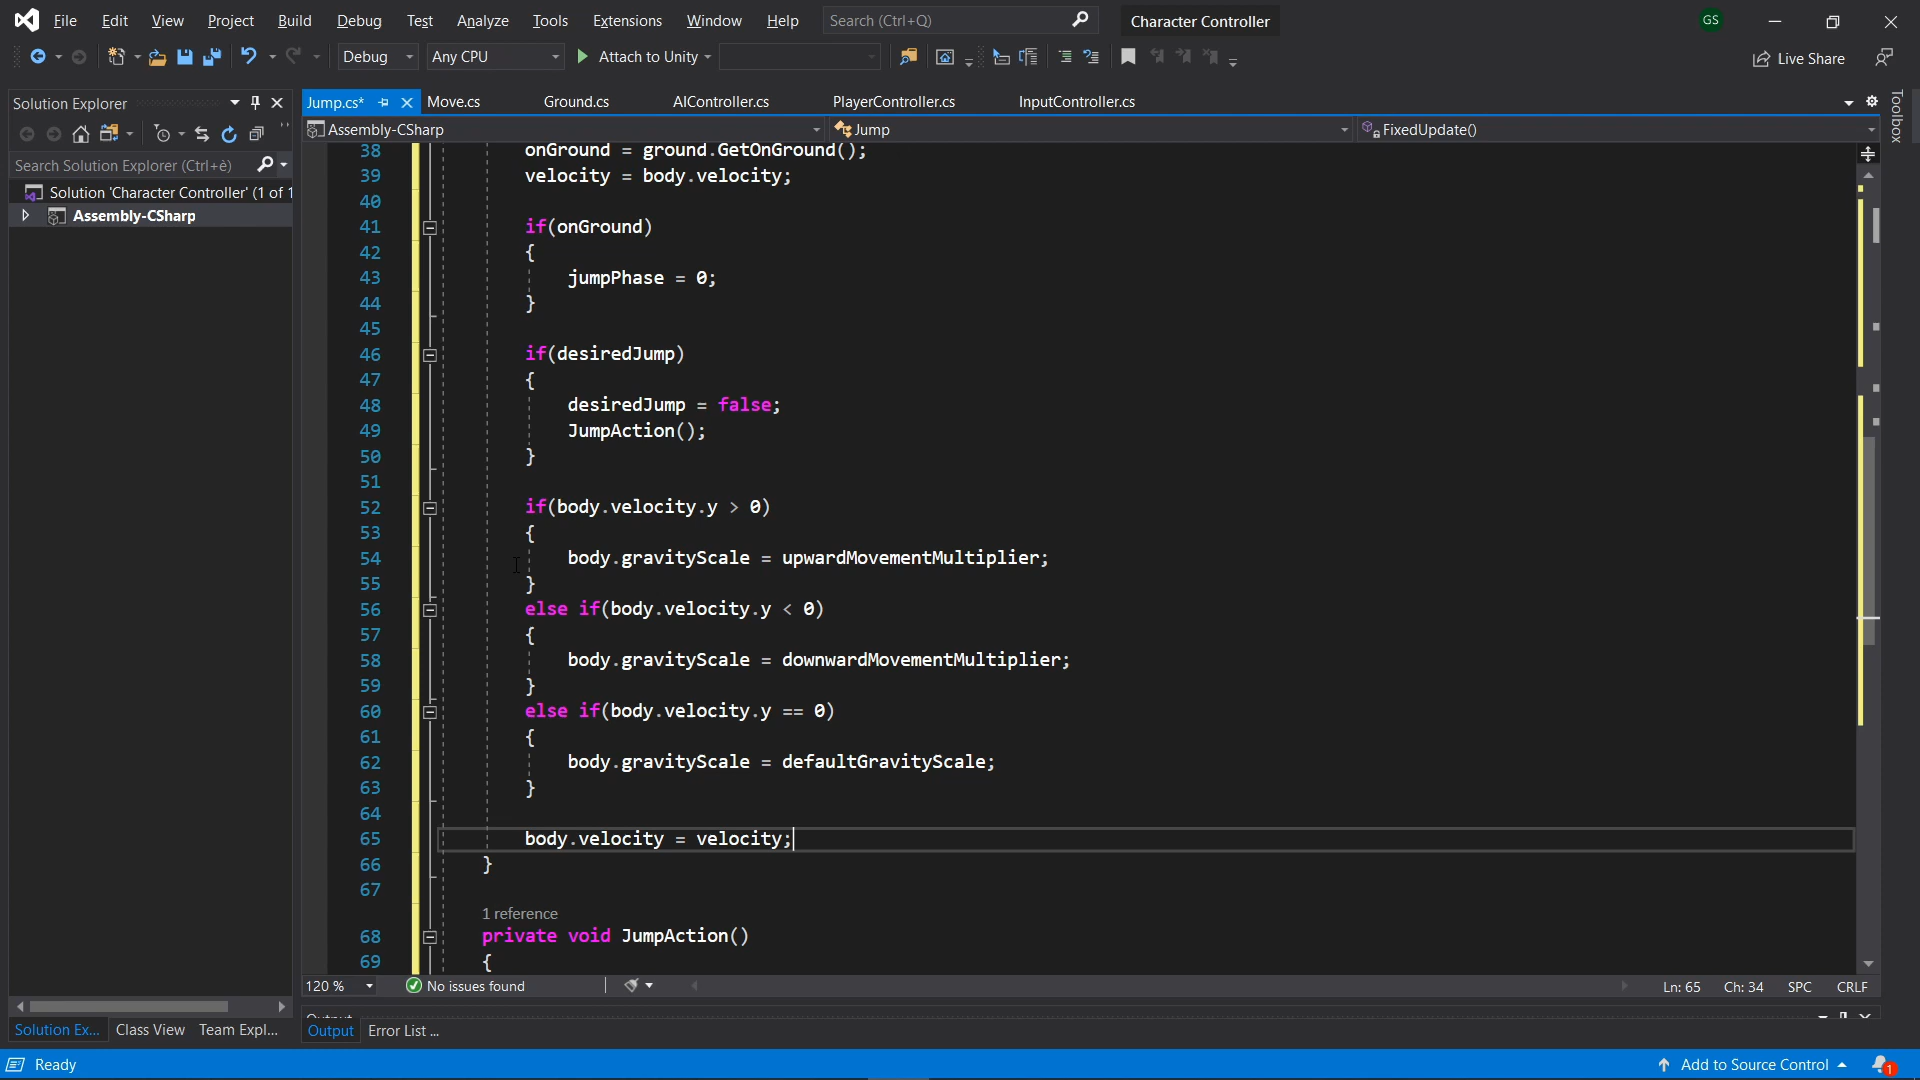 File Edit View Project Build Debug Test Analyze Tools Extensions Window Help Search (Ctrl+Q) Character Controller GS
Debug Any CPU Attach to Unity Live Share
Solution Explorer
Jump.cs* Move.cs Ground.cs AIController.cs PlayerController.cs InputController.cs
Toolbox
Assembly-CSharp Jump FixedUpdate()
Search Solution Explorer (Ctrl+è)
Solution 'Character Controller' (1 of 1
Assembly-CSharp
38 onGround = ground.GetOnGround();
39 velocity = body.velocity;
40
41 if(onGround)
42 {
43 jumpPhase = 0;
44 }
45
46 if(desiredJump)
47 {
48 desiredJump = false;
49 JumpAction();
50 }
51
52 if(body.velocity.y > 0)
53 {
54 body.gravityScale = upwardMovementMultiplier;
55 }
56 else if(body.velocity.y < 0)
57 {
58 body.gravityScale = downwardMovementMultiplier;
59 }
60 else if(body.velocity.y == 0)
61 {
62 body.gravityScale = defaultGravityScale;
63 }
64
65 body.velocity = velocity;
66 }
67
1 reference
68 private void JumpAction()
69 {
120 % No issues found Ln: 65 Ch: 34 SPC CRLF
Solution Ex... Class View Team Expl...
Output
Output Error List ...
Ready Add to Source Control 1